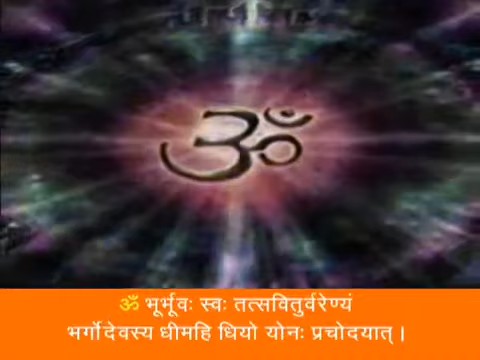 ॐ
ॐ भूर्भूवः स्वः तत्सवितुर्वरेण्यं
भर्गोदेवस्य धीमहि धियो योनः प्रचोदयात् ।